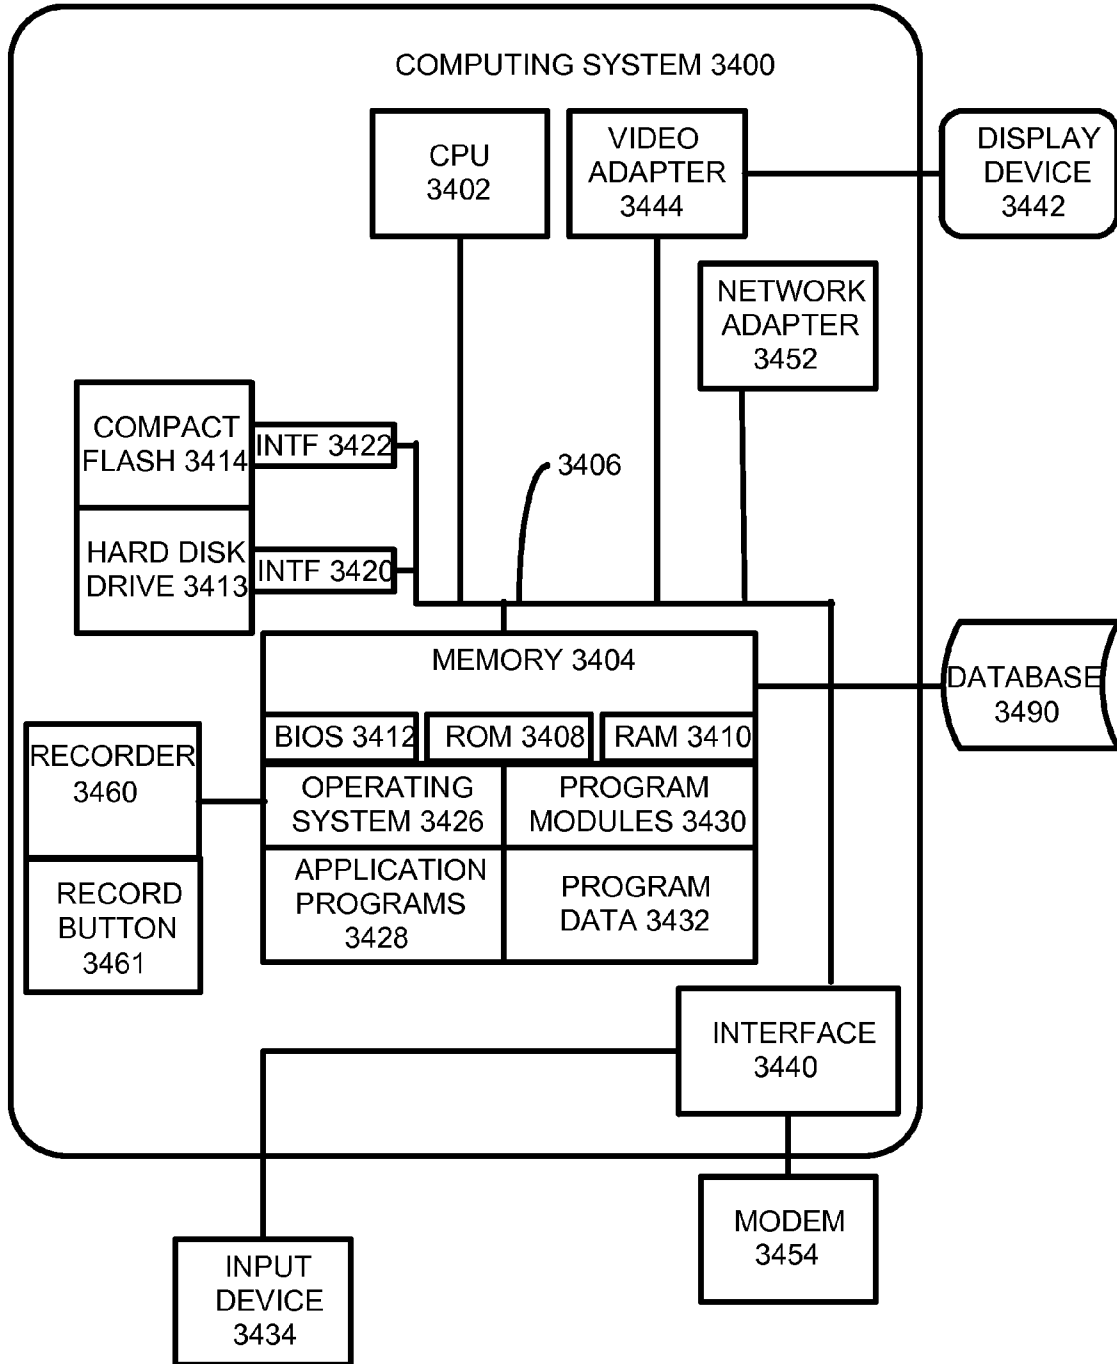 COMPUTING SYSTEM 3400
CPU
3402
VIDEO
ADAPTER
3444
DISPLAY
DEVICE
3442
NETWORK
ADAPTER
3452
COMPACT
FLASH 3414
INTF 3422
3406
HARD DISK
DRIVE 3413
INTF 3420
MEMORY 3404
DATABASE
3490
BIOS 3412
ROM 3408
RAM 3410
RECORDER
3460
OPERATING
SYSTEM 3426
PROGRAM
MODULES 3430
RECORD
BUTTON
3461
APPLICATION
PROGRAMS
3428
PROGRAM
DATA 3432
INTERFACE
3440
MODEM
3454
INPUT
DEVICE
3434